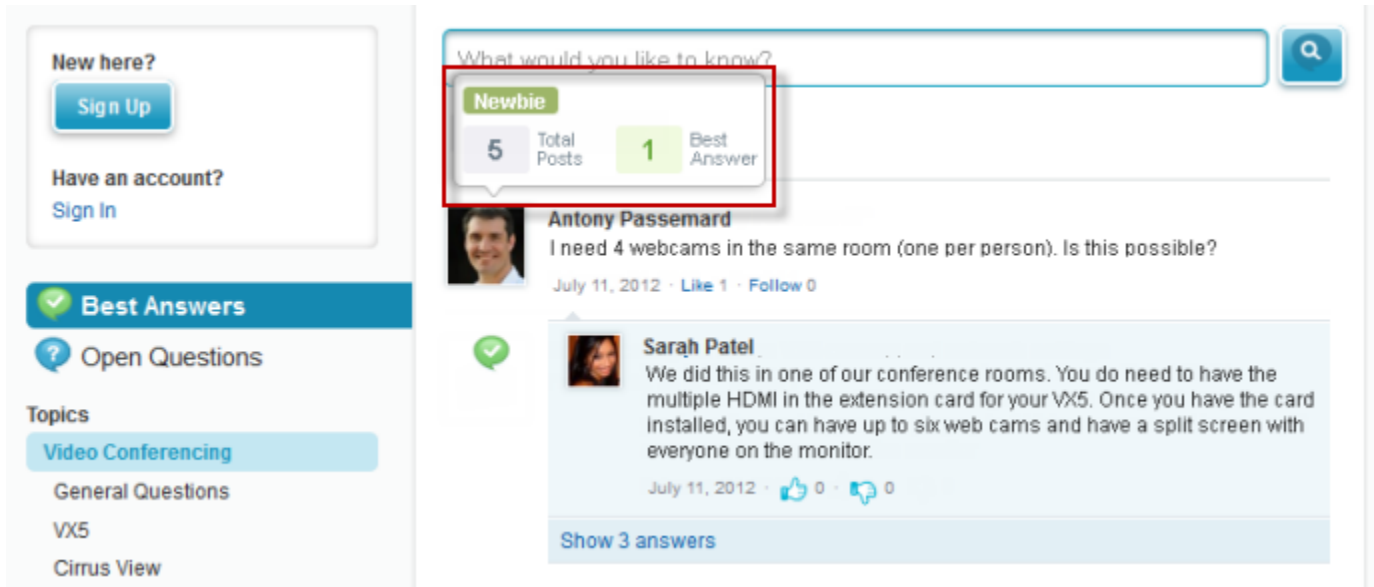 New here?
Sign Up
Have an account?
Sign In
Best Answers
Open Questions
Topics
Video Conferencing
General Questions
VX5
Cirrus View
What would you like to know?
Newbie
5 Total Posts 1 Best Answer
Antony Passemard
I need 4 webcams in the same room (one per person). Is this possible?
July 11, 2012 · Like 1 · Follow 0
Sarah Patel
We did this in one of our conference rooms. You do need to have the
multiple HDMI in the extension card for your VX5. Once you have the card
installed, you can have up to six web cams and have a split screen with
everyone on the monitor.
July 11, 2012 · 0 · 0
Show 3 answers